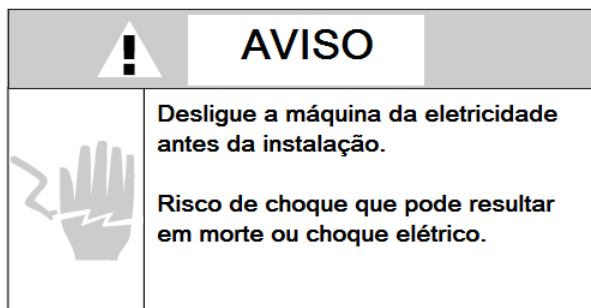 AVISO
Desligue a máquina da eletricidade
antes da instalação.
Risco de choque que pode resultar
em morte ou choque elétrico.